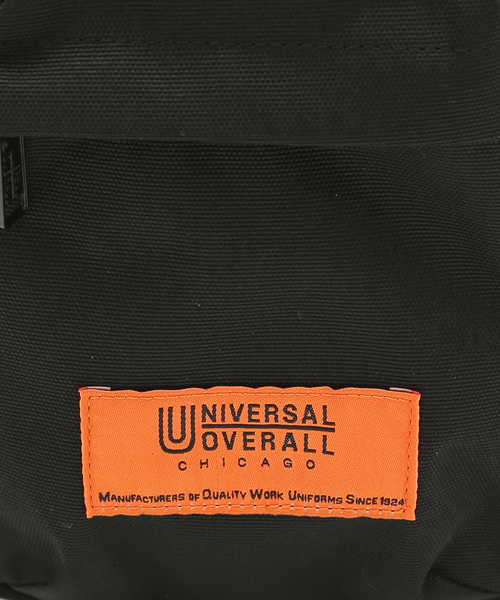 UNIVERSAL
OVERALL
CHICAGO
MANUFACTURERS OF QUALITY WORK UNIFORMS SINCE 1924